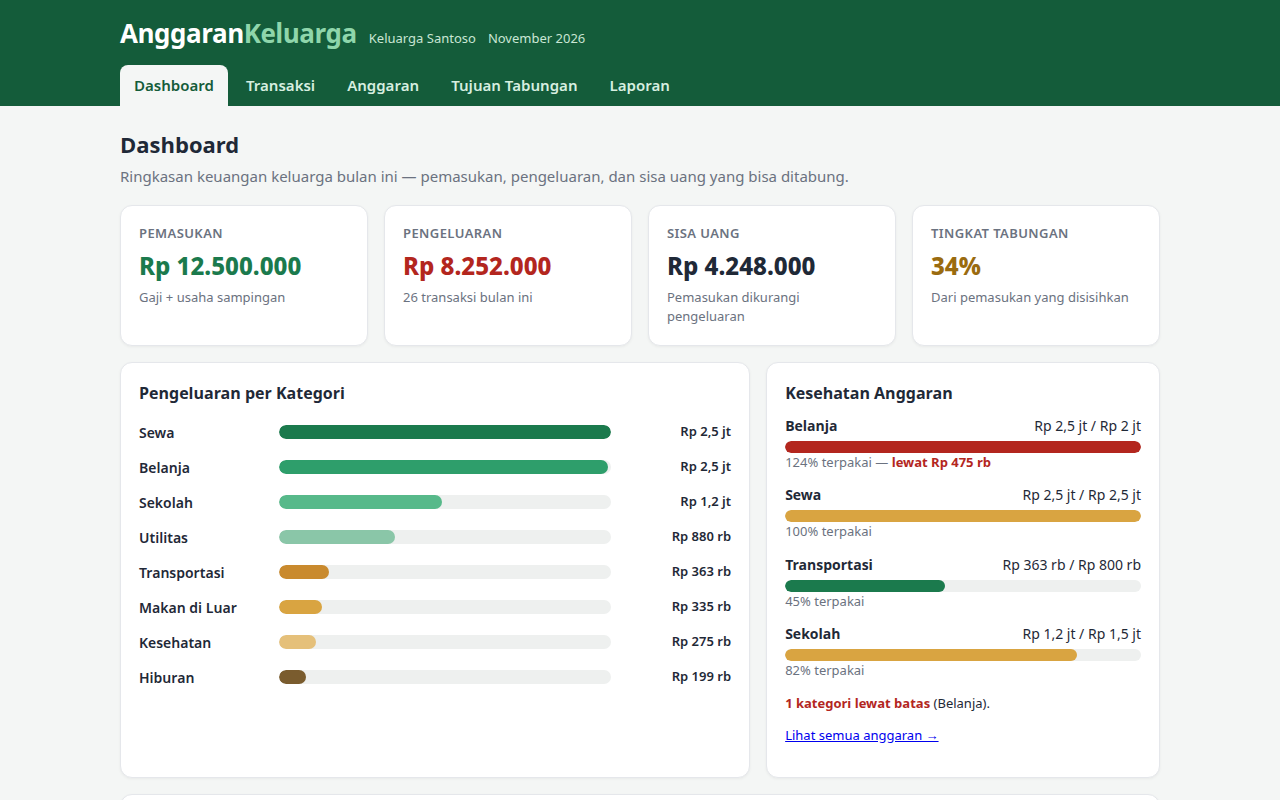 AnggaranKeluarga Keluarga Santoso November 2026
Dashboard Transaksi Anggaran Tujuan Tabungan Laporan
Dashboard
Ringkasan keuangan keluarga bulan ini — pemasukan, pengeluaran, dan sisa uang yang bisa ditabung.
PEMASUKAN
Rp 12.500.000
Gaji + usaha sampingan
PENGELUARAN
Rp 8.252.000
26 transaksi bulan ini
SISA UANG
Rp 4.248.000
Pemasukan dikurangi
pengeluaran
TINGKAT TABUNGAN
34%
Dari pemasukan yang disisihkan
Pengeluaran per Kategori
Sewa Rp 2,5 jt
Belanja Rp 2,5 jt
Sekolah Rp 1,2 jt
Utilitas Rp 880 rb
Transportasi Rp 363 rb
Makan di Luar Rp 335 rb
Kesehatan Rp 275 rb
Hiburan Rp 199 rb
Kesehatan Anggaran
Belanja Rp 2,5 jt / Rp 2 jt
124% terpakai — lewat Rp 475 rb
Sewa Rp 2,5 jt / Rp 2,5 jt
100% terpakai
Transportasi Rp 363 rb / Rp 800 rb
45% terpakai
Sekolah Rp 1,2 jt / Rp 1,5 jt
82% terpakai
1 kategori lewat batas (Belanja).
Lihat semua anggaran →